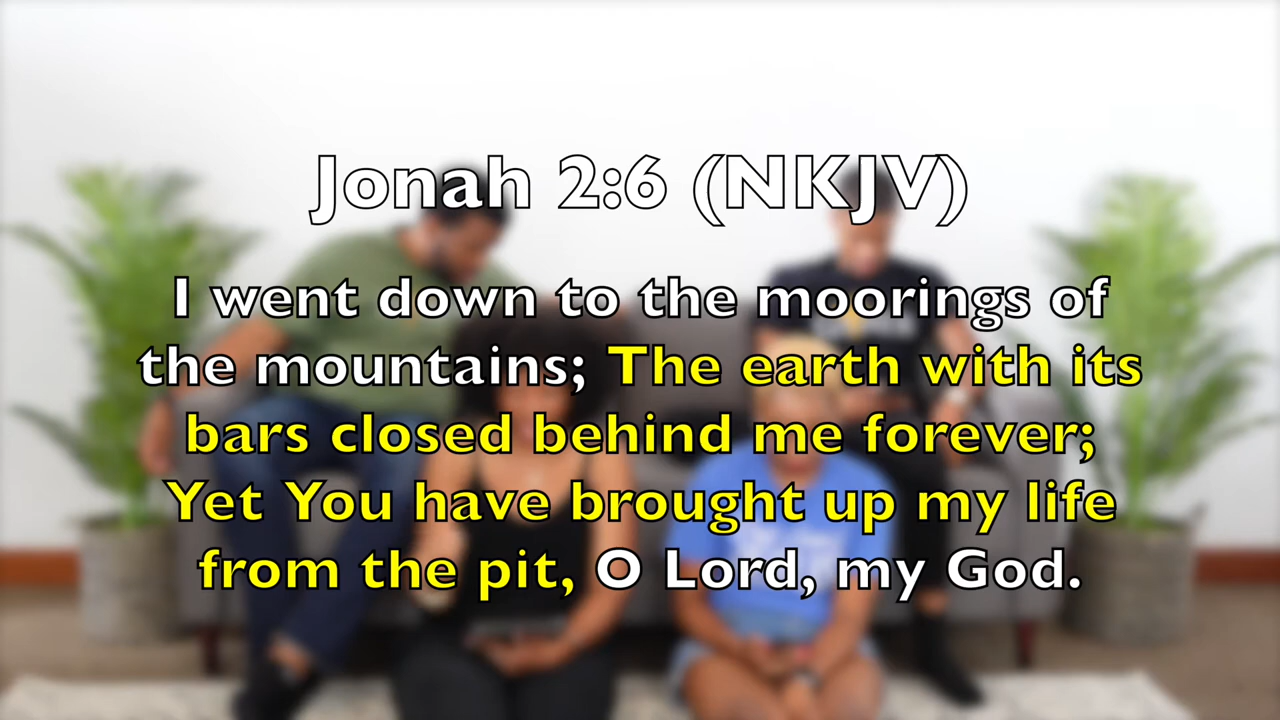 Jonah 2:6 (NKJV)
I went down to the moorings of
the mountains; The earth with its
bars closed behind me forever;
Yet You have brought up my life
from the pit, O Lord, my God.